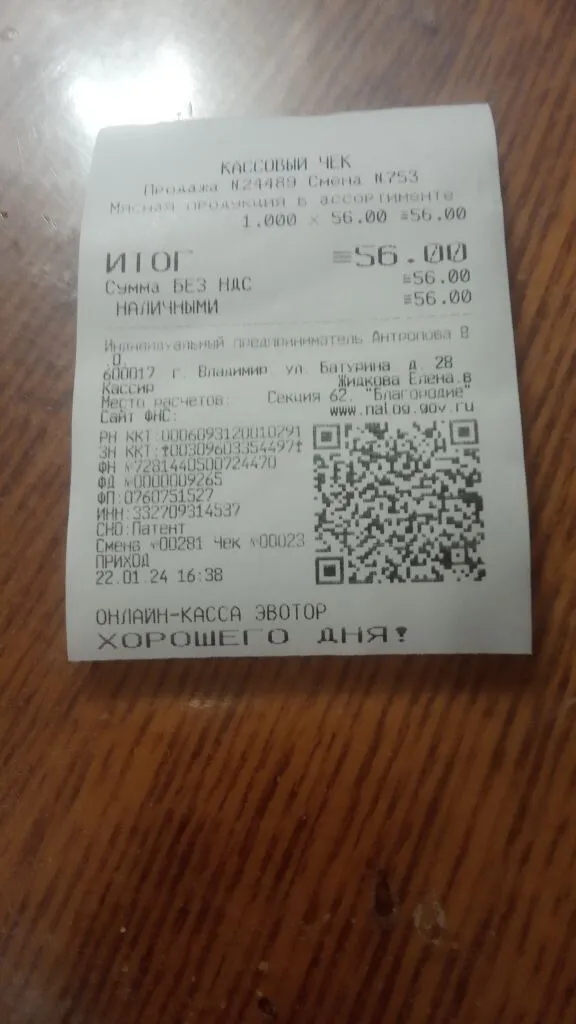 КАССОВЫЙ ЧЕК
Продажа N24489 Смена N753
Мясная продукция в ассортименте
1.000 × 56.00 ≡56.00
ИТОГ ≡56.00
Сумма БЕЗ НДС ≡56.00
НАЛИЧНЫМИ ≡56.00
Индивидуальный предприниматель Антропова В
.О.
600017 г. Владимир ул. Батурина д. 28
Кассир Жидкова Елена.в
Место расчетов: Секция 62, "Благородие"
Сайт ФНС: www.nalog.gov.ru
РН ККТ:0006093120010291
ЗН ККТ:↑00309603354497↑
ФН №7281440500724470
ФД №0000009265
ФП:0760751527
ИНН:332709314537
СНО:Патент
Смена №00281 Чек №00023
ПРИХОД
22.01.24 16:38
ОНЛАЙН-КАССА ЭВОТОР
ХОРОШЕГО ДНЯ!